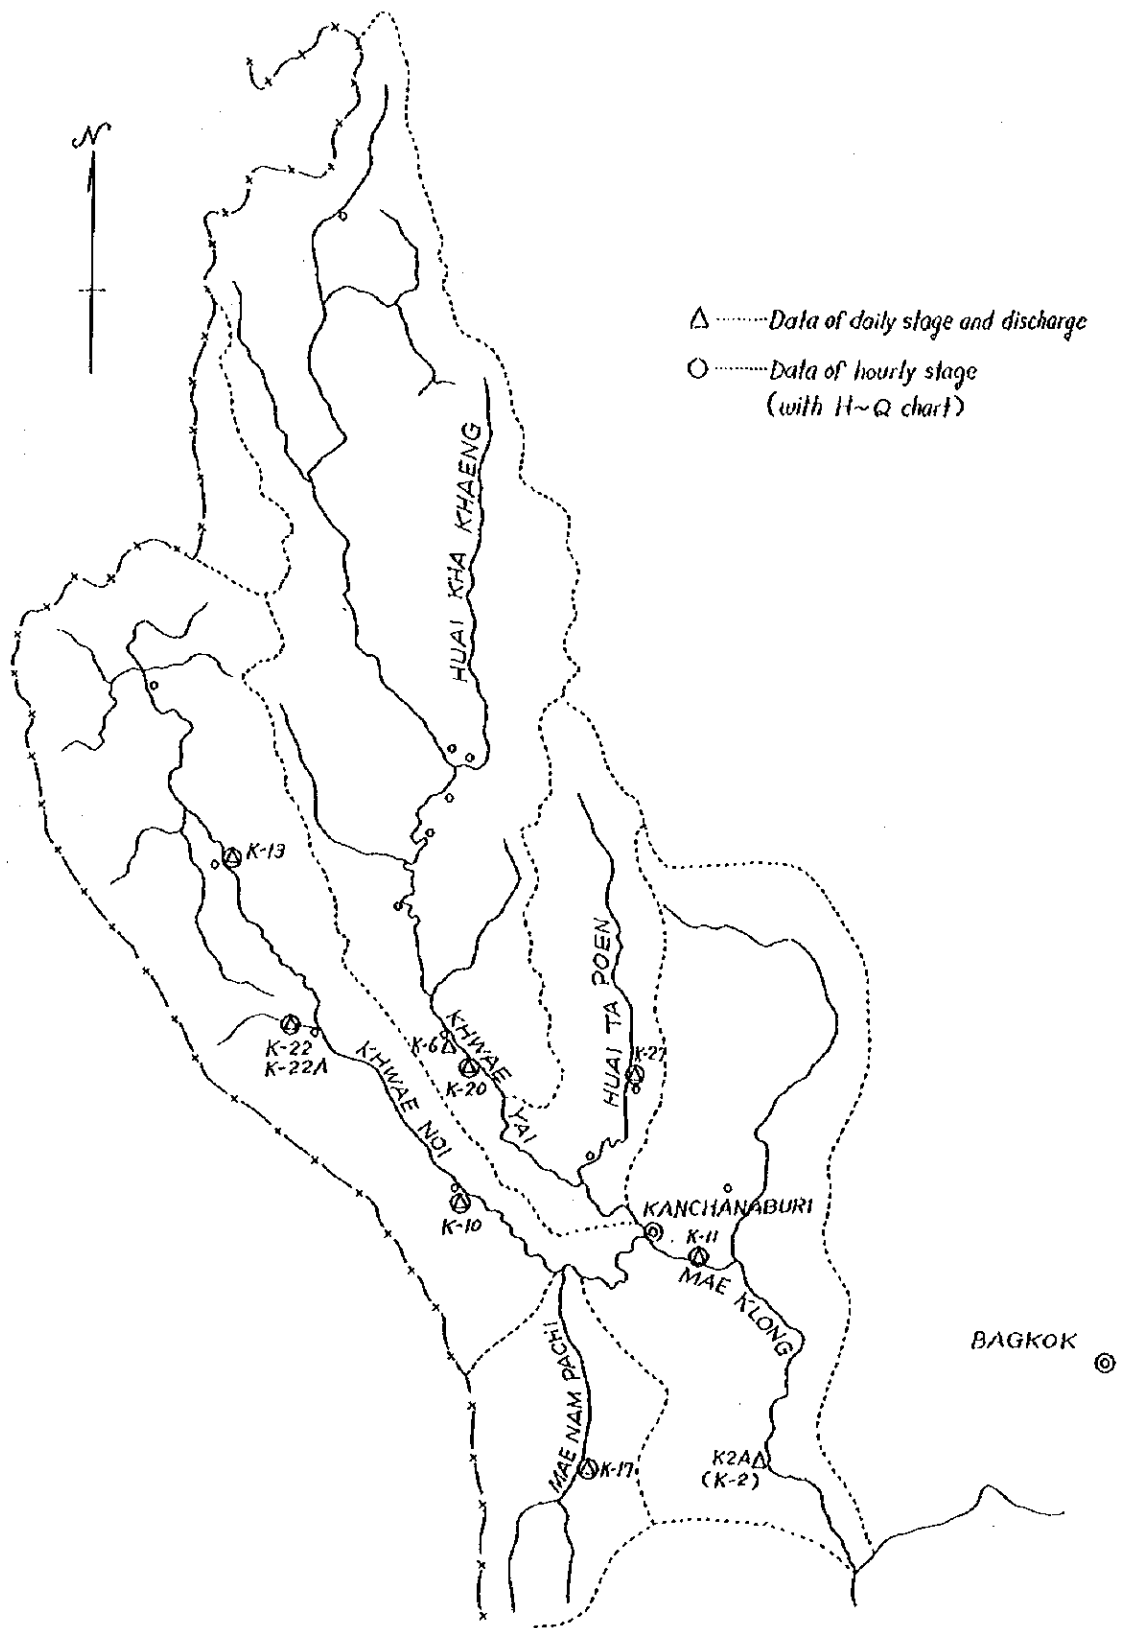 N
△ ········ Data of daily stage and discharge
○ ········ Data of hourly stage
(with H~Q chart)
HUAI KHA KHAENG
K-13
HUAI TA POEN
K-22
K-22A
KHWAE NOI
K-6
KHWAE YAI
K-20
K-27
K-10
KANCHANABURI
K-11
MAE KLONG
BAGKOK
MAE NAM PACHI
K-17
K2A
(K-2)